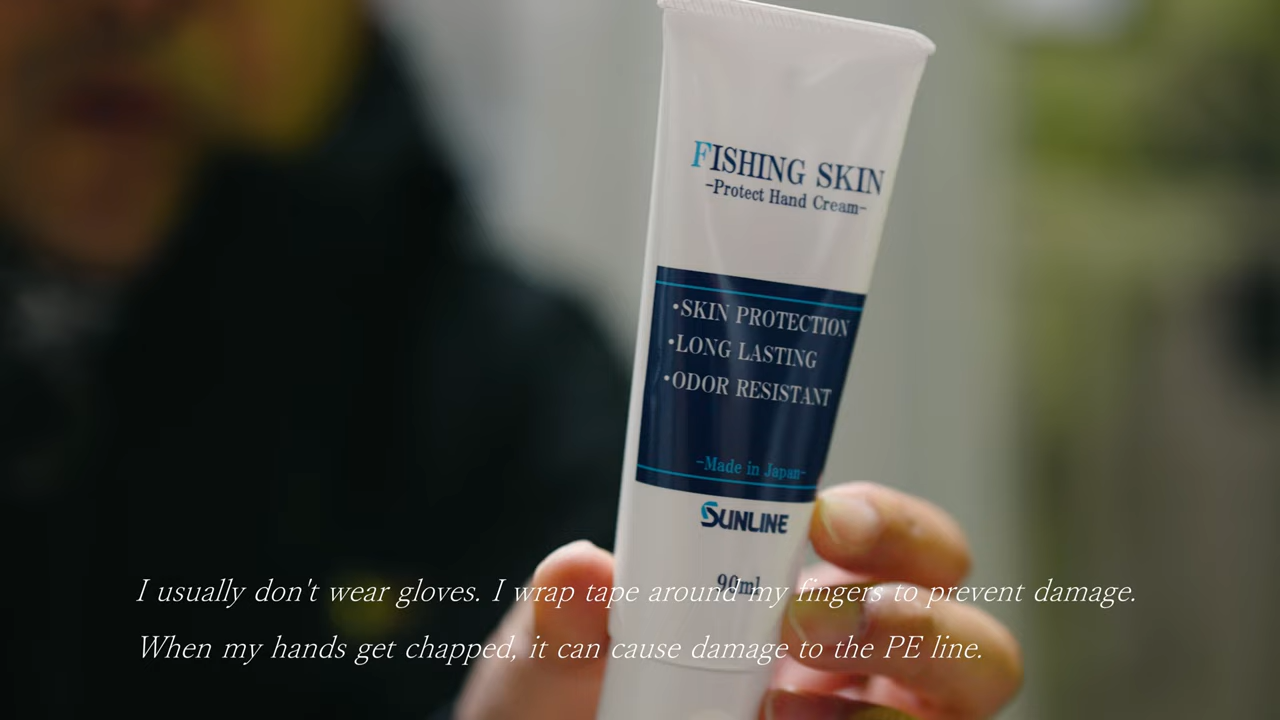 FISHING SKIN
-Protect Hand Cream-
•SKIN PROTECTION
•LONG LASTING
•ODOR RESISTANT
-Made in Japan-
SUNLINE
90ml
I usually don't wear gloves. I wrap tape around my fingers to prevent damage.
When my hands get chapped, it can cause damage to the PE line.